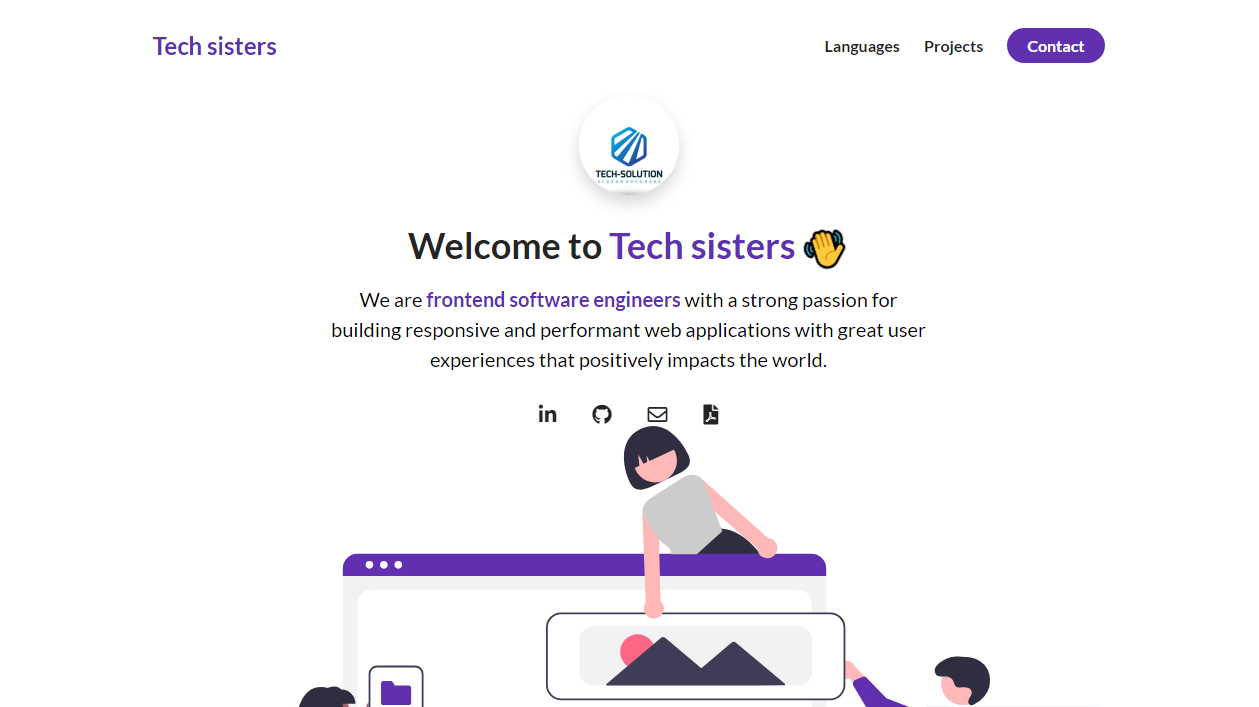 Tech sisters
Languages
Projects
Contact
TECH-SOLUTION
Welcome to Tech sisters 👋
We are frontend software engineers with a strong passion for
building responsive and performant web applications with great user
experiences that positively impacts the world.
in